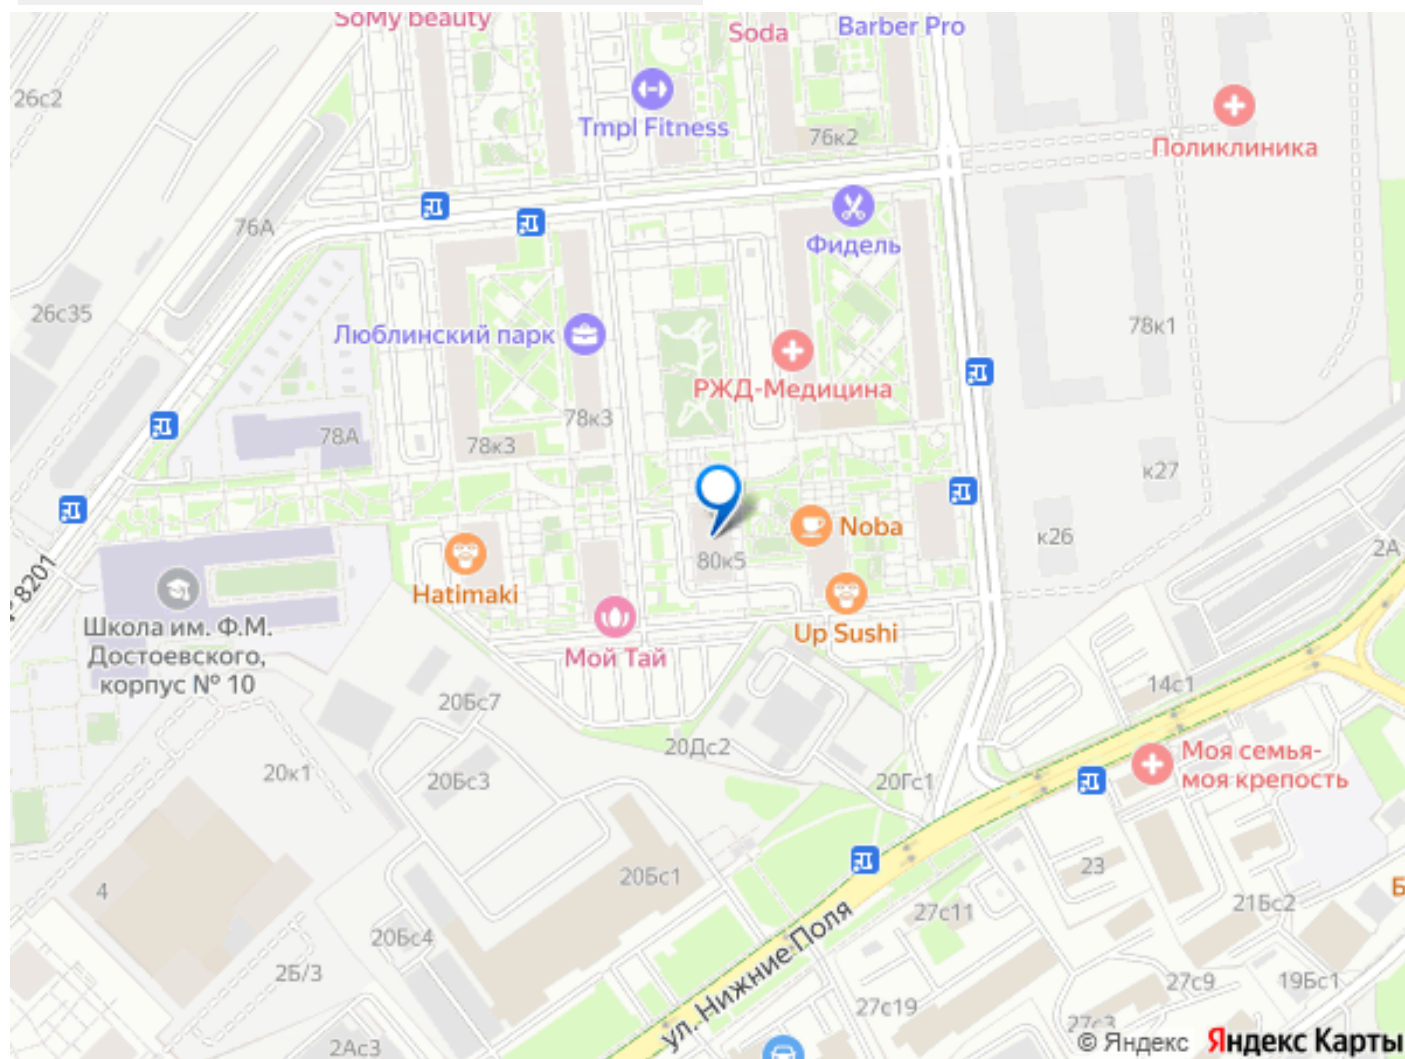 SoMy beauty
Soda
Barber Pro
26с2
Tmpl Fitness
76к2
Поликлиника
76А
Фидель
26с35
Люблинский парк
78к1
РЖД-Медицина
78к3
78А
78к3
к27
Noba
к26
80к5
2А
8201
Hatimaki
Школа им. Ф.М.
Достоевского,
корпус № 10
Up Sushi
Мой Тай
14с1
20Бс7
20Дс2
Моя семья-
моя крепость
20к1
20Бс3
20Гс1
4
20Бс1
23
Б
21Бс2
27с11
20Бс4
ул. Нижние Поля
2Б/3
27с9
19Бс1
27с19
27с3
2Ас3
© Яндекс Яндекс Карты